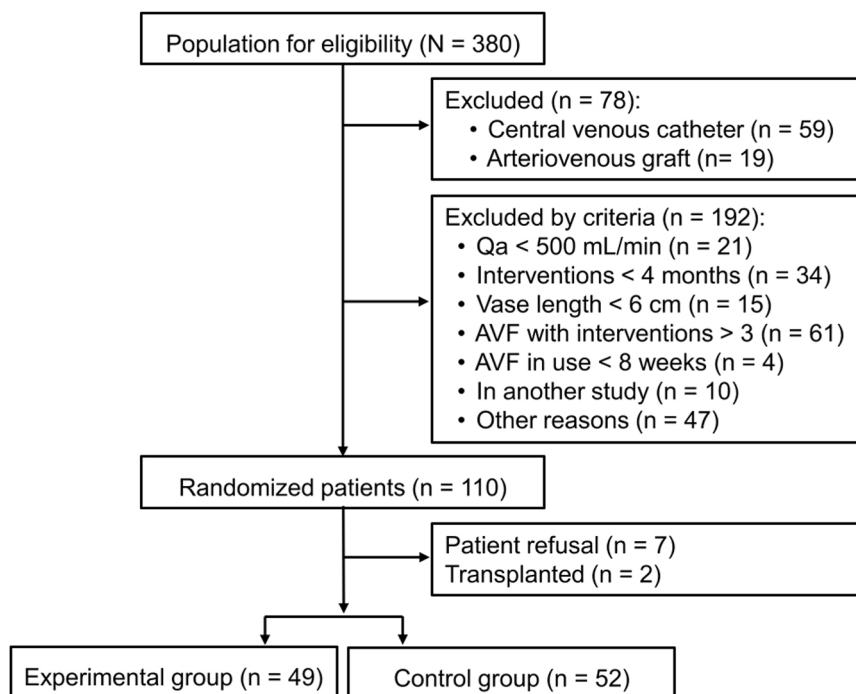 Population for eligibility (N = 380)
Excluded (n = 78):
• Central venous catheter (n = 59)
• Arteriovenous graft (n= 19)
Excluded by criteria (n = 192):
• Qa < 500 mL/min (n = 21)
• Interventions < 4 months (n = 34)
• Vase length < 6 cm (n = 15)
• AVF with interventions > 3 (n = 61)
• AVF in use < 8 weeks (n = 4)
• In another study (n = 10)
• Other reasons (n = 47)
Randomized patients (n = 110)
Patient refusal (n = 7)
Transplanted (n = 2)
Experimental group (n = 49)
Control group (n = 52)